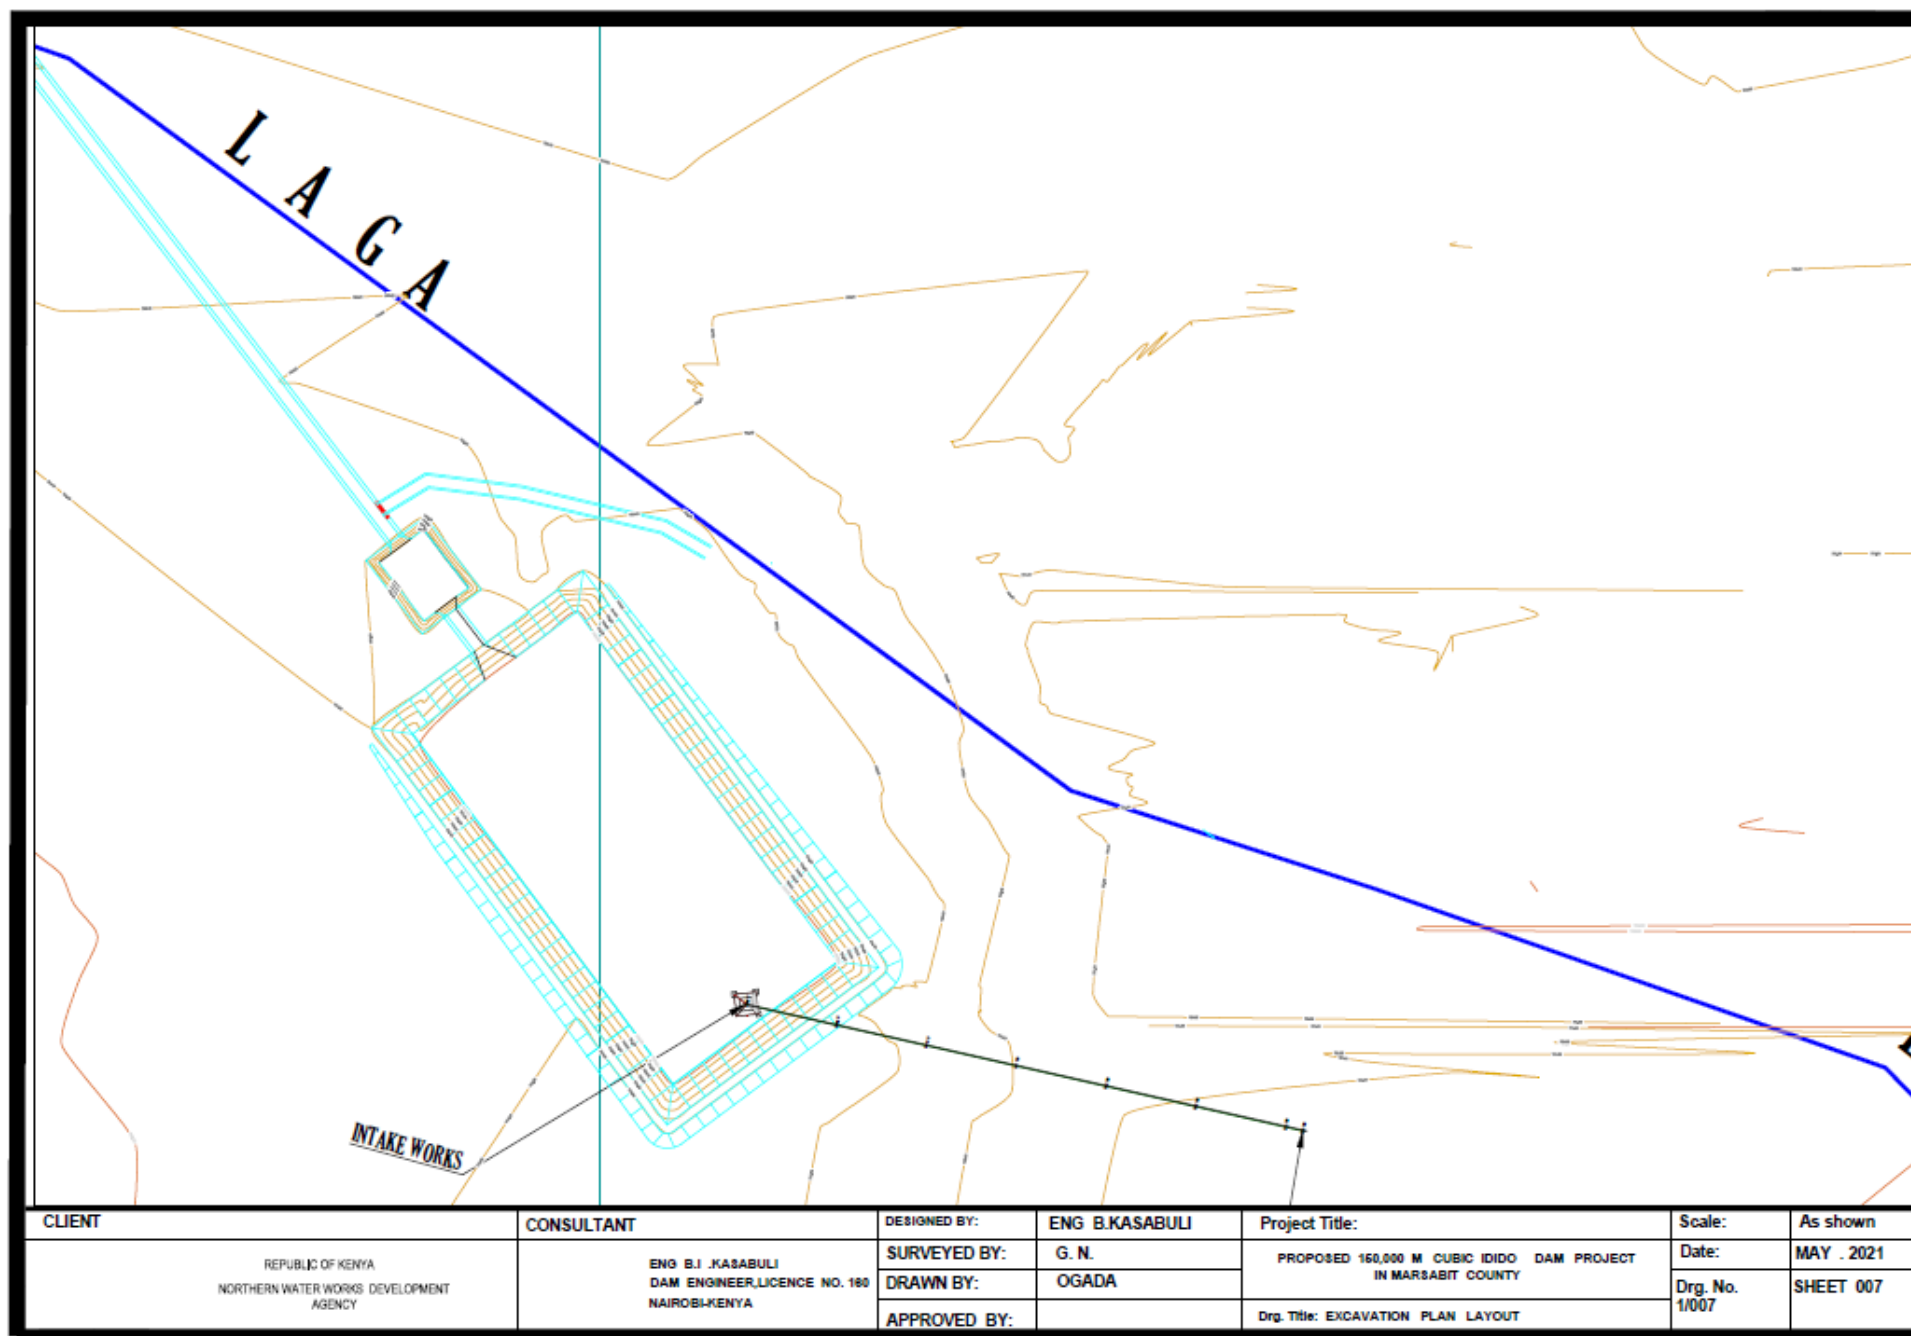 L A G A
INTAKE WORKS
CLIENT
REPUBLIC OF KENYA
NORTHERN WATER WORKS DEVELOPMENT
AGENCY
CONSULTANT
ENG B.I .KASABULI
DAM ENGINEER,LICENCE NO. 160
NAIROBI-KENYA
DESIGNED BY: ENG B.KASABULI
SURVEYED BY: G. N.
DRAWN BY: OGADA
APPROVED BY:
Project Title:
PROPOSED 150,000 M CUBIC IDIDO DAM PROJECT
IN MARSABIT COUNTY
Drg. Title: EXCAVATION PLAN LAYOUT
Scale: As shown
Date: MAY . 2021
Drg. No. SHEET 007
1/007